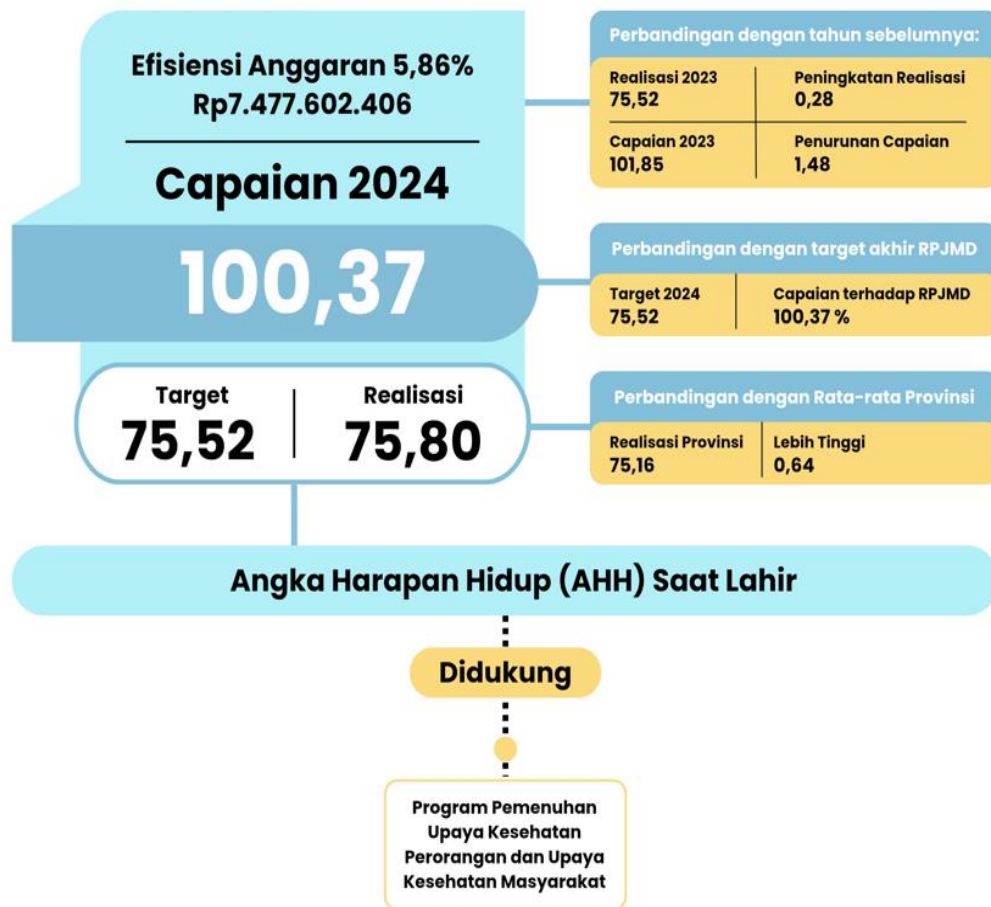 Efisiensi Anggaran 5,86%
Rp7.477.602.406
Capaian 2024
100,37
Target
75,52
Realisasi
75,80
Perbandingan dengan tahun sebelumnya:
Realisasi 2023
75,52
Peningkatan Realisasi
0,28
Capaian 2023
101,85
Penurunan Capaian
1,48
Perbandingan dengan target akhir RPJMD
Target 2024
75,52
Capaian terhadap RPJMD
100,37 %
Perbandingan dengan Rata-rata Provinsi
Realisasi Provinsi
75,16
Lebih Tinggi
0,64
Angka Harapan Hidup (AHH) Saat Lahir
Didukung
Program Pemenuhan
Upaya Kesehatan
Perorangan dan Upaya
Kesehatan Masyarakat